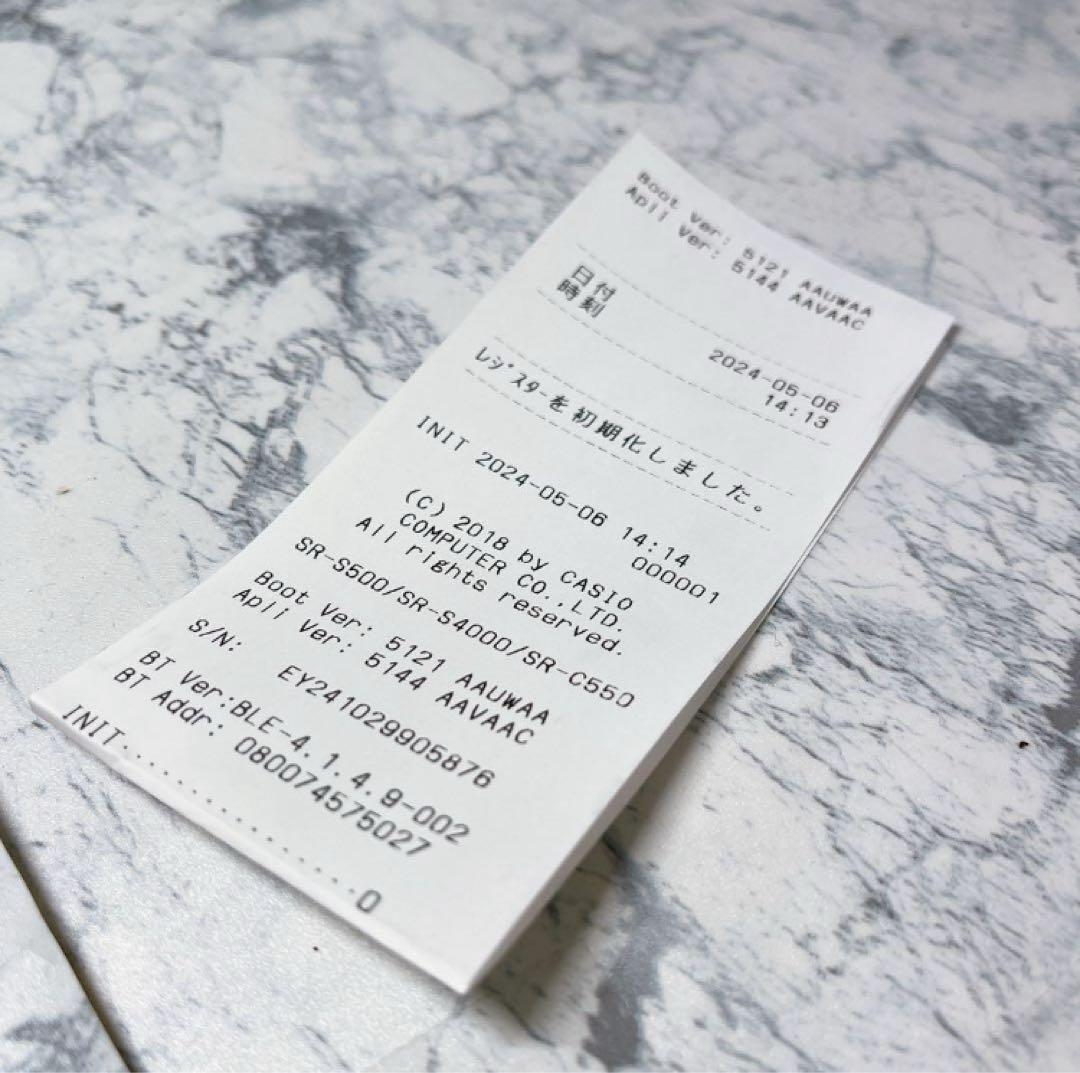 Boot Ver: 5121 AAUWAA
Apli Ver: 5144 AAVAAC
日付 2024-05-06
時刻 14:13
ﾚｼﾞｽﾀｰを初期化しました。
INIT 2024-05-06 14:14
000001
(C) 2018 by CASIO
COMPUTER CO.,LTD.
All rights reserved.
SR-S500/SR-S4000/SR-C550
Boot Ver: 5121 AAUWAA
Apli Ver: 5144 AAVAAC
S/N: EY241029905876
BT Ver:BLE-4.1.4.9-002
BT Addr: 080074575027
INIT............0